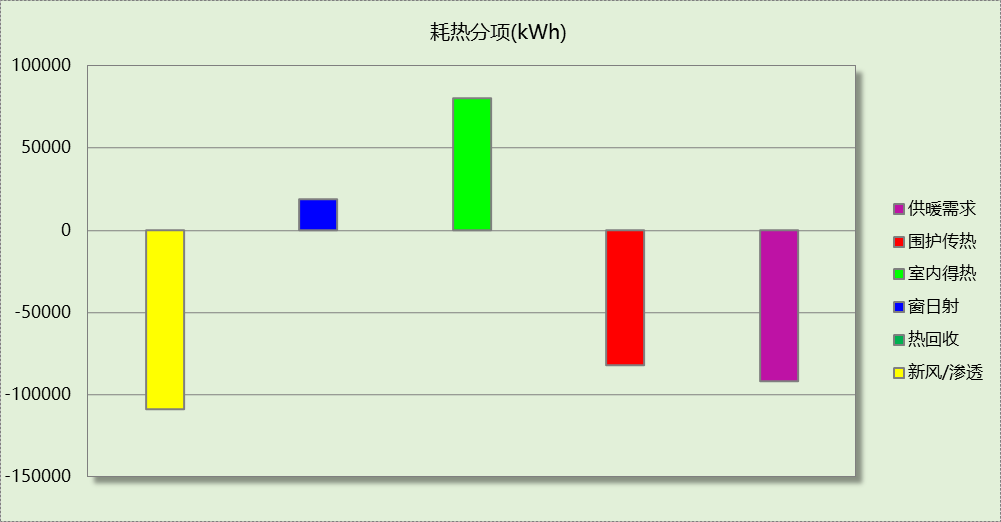 耗热分项(kWh)
100000
50000
0
-50000
-100000
-150000
供暖需求
围护传热
室内得热
窗日射
热回收
新风/渗透